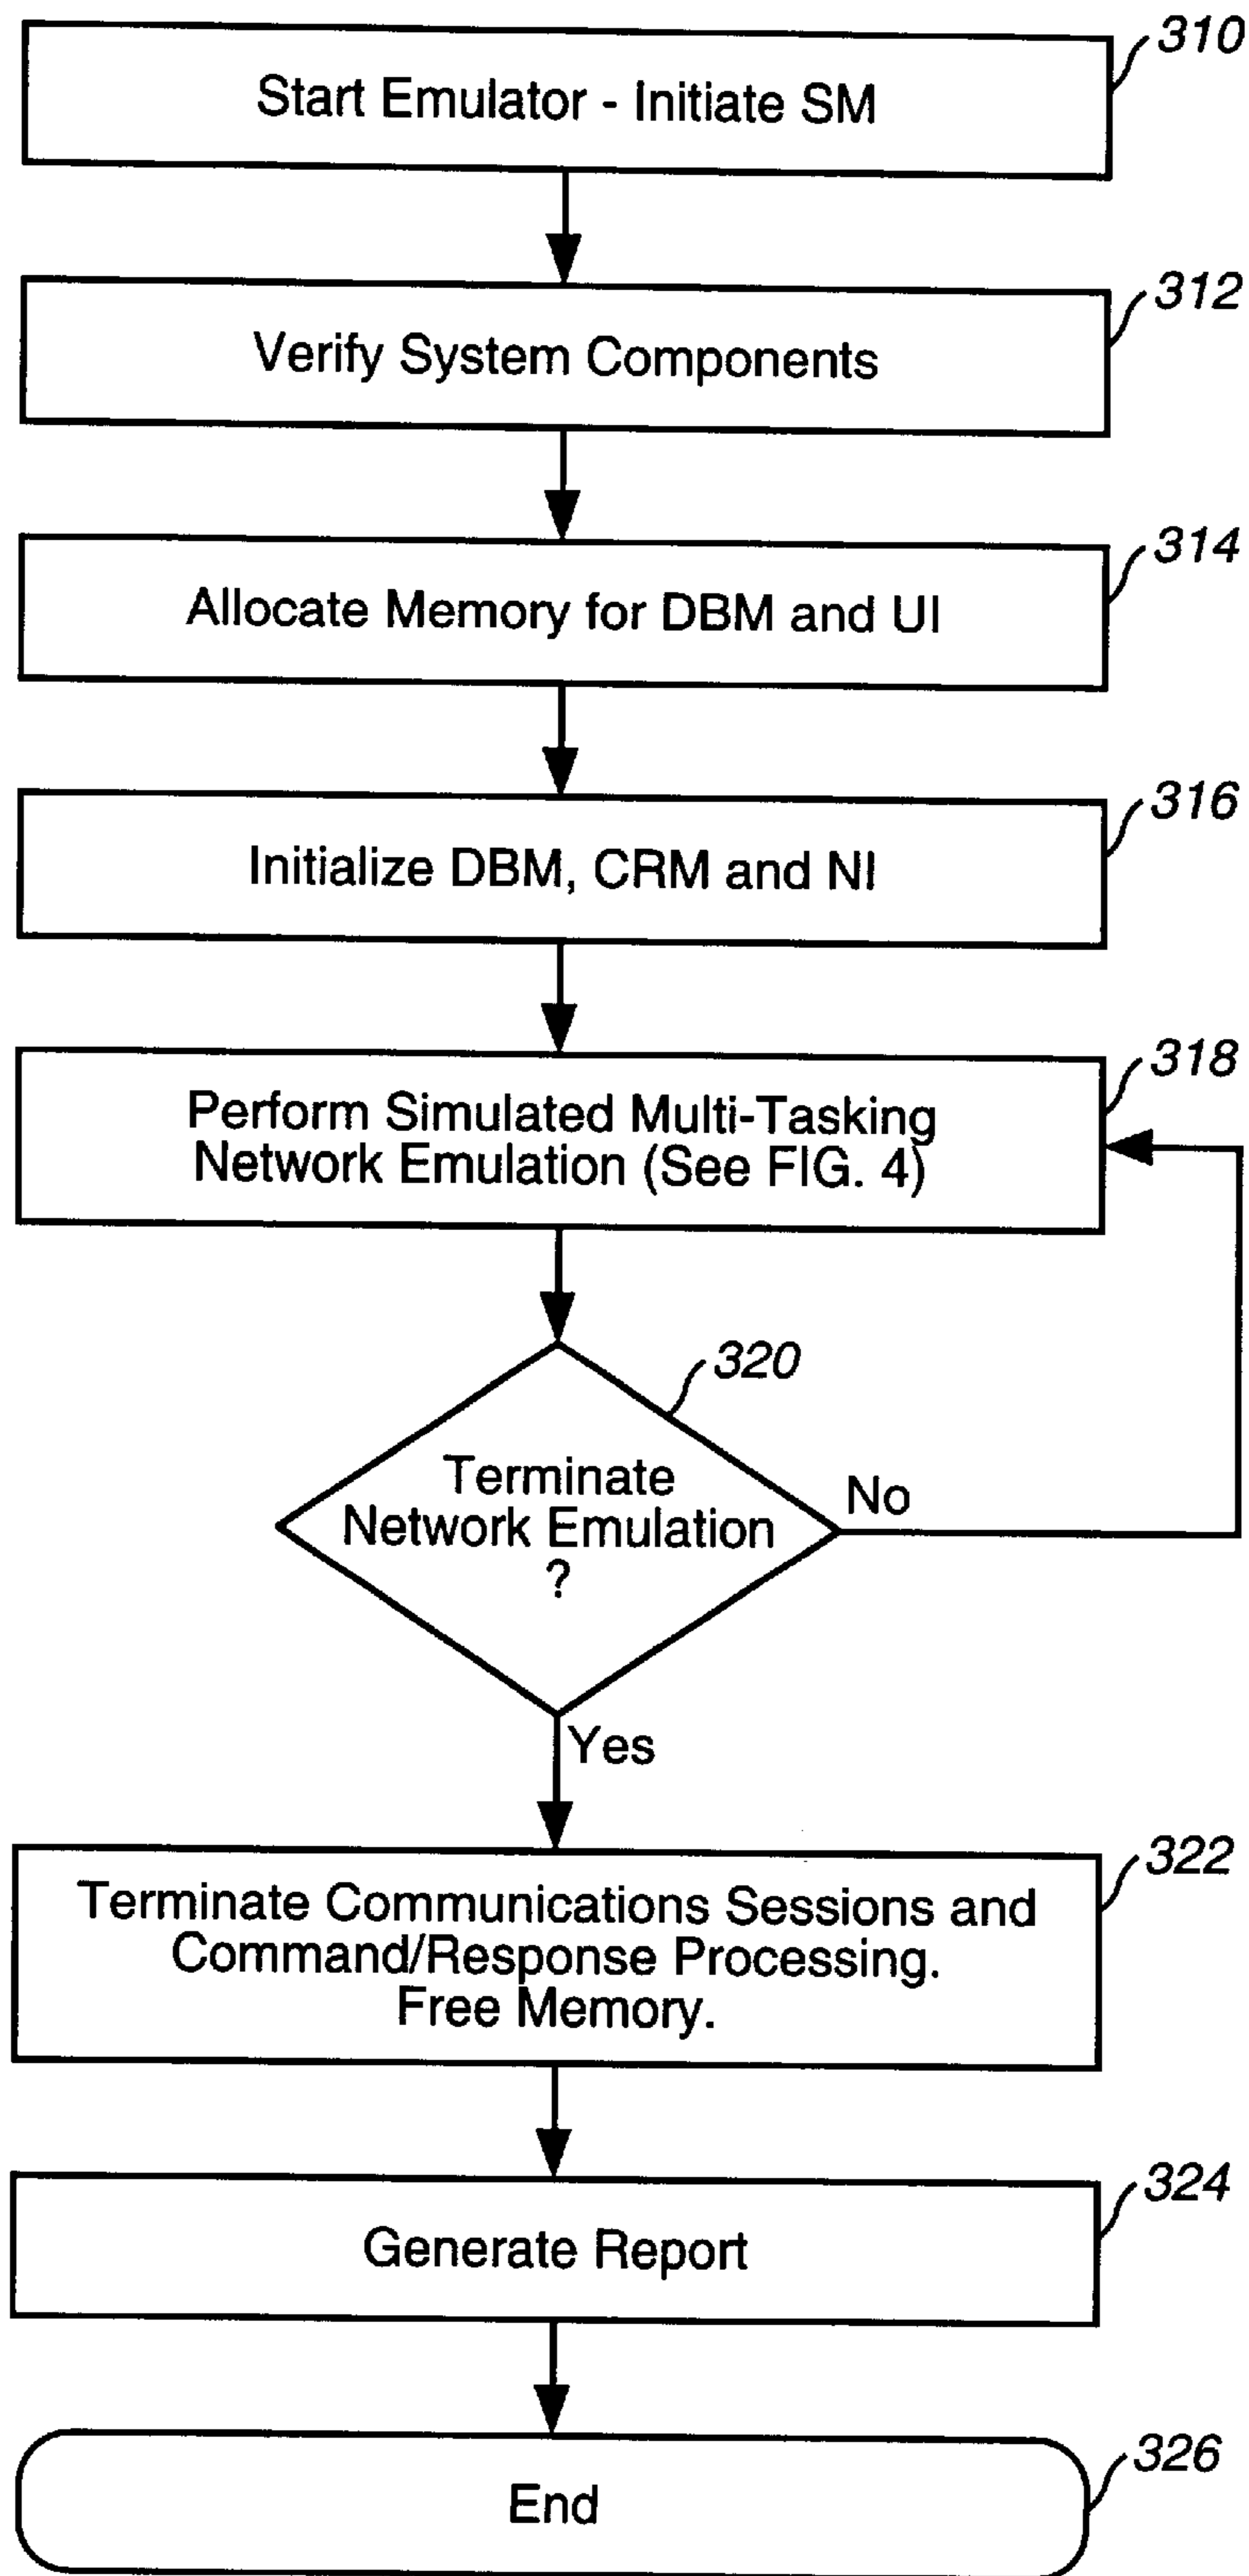 310
Start Emulator - Initiate SM
312
Verify System Components
314
Allocate Memory for DBM and UI
316
Initialize DBM, CRM and NI
318
Perform Simulated Multi-Tasking
Network Emulation (See FIG. 4)
320
Terminate
Network Emulation
?
No
Yes
322
Terminate Communications Sessions and
Command/Response Processing.
Free Memory.
324
Generate Report
326
End